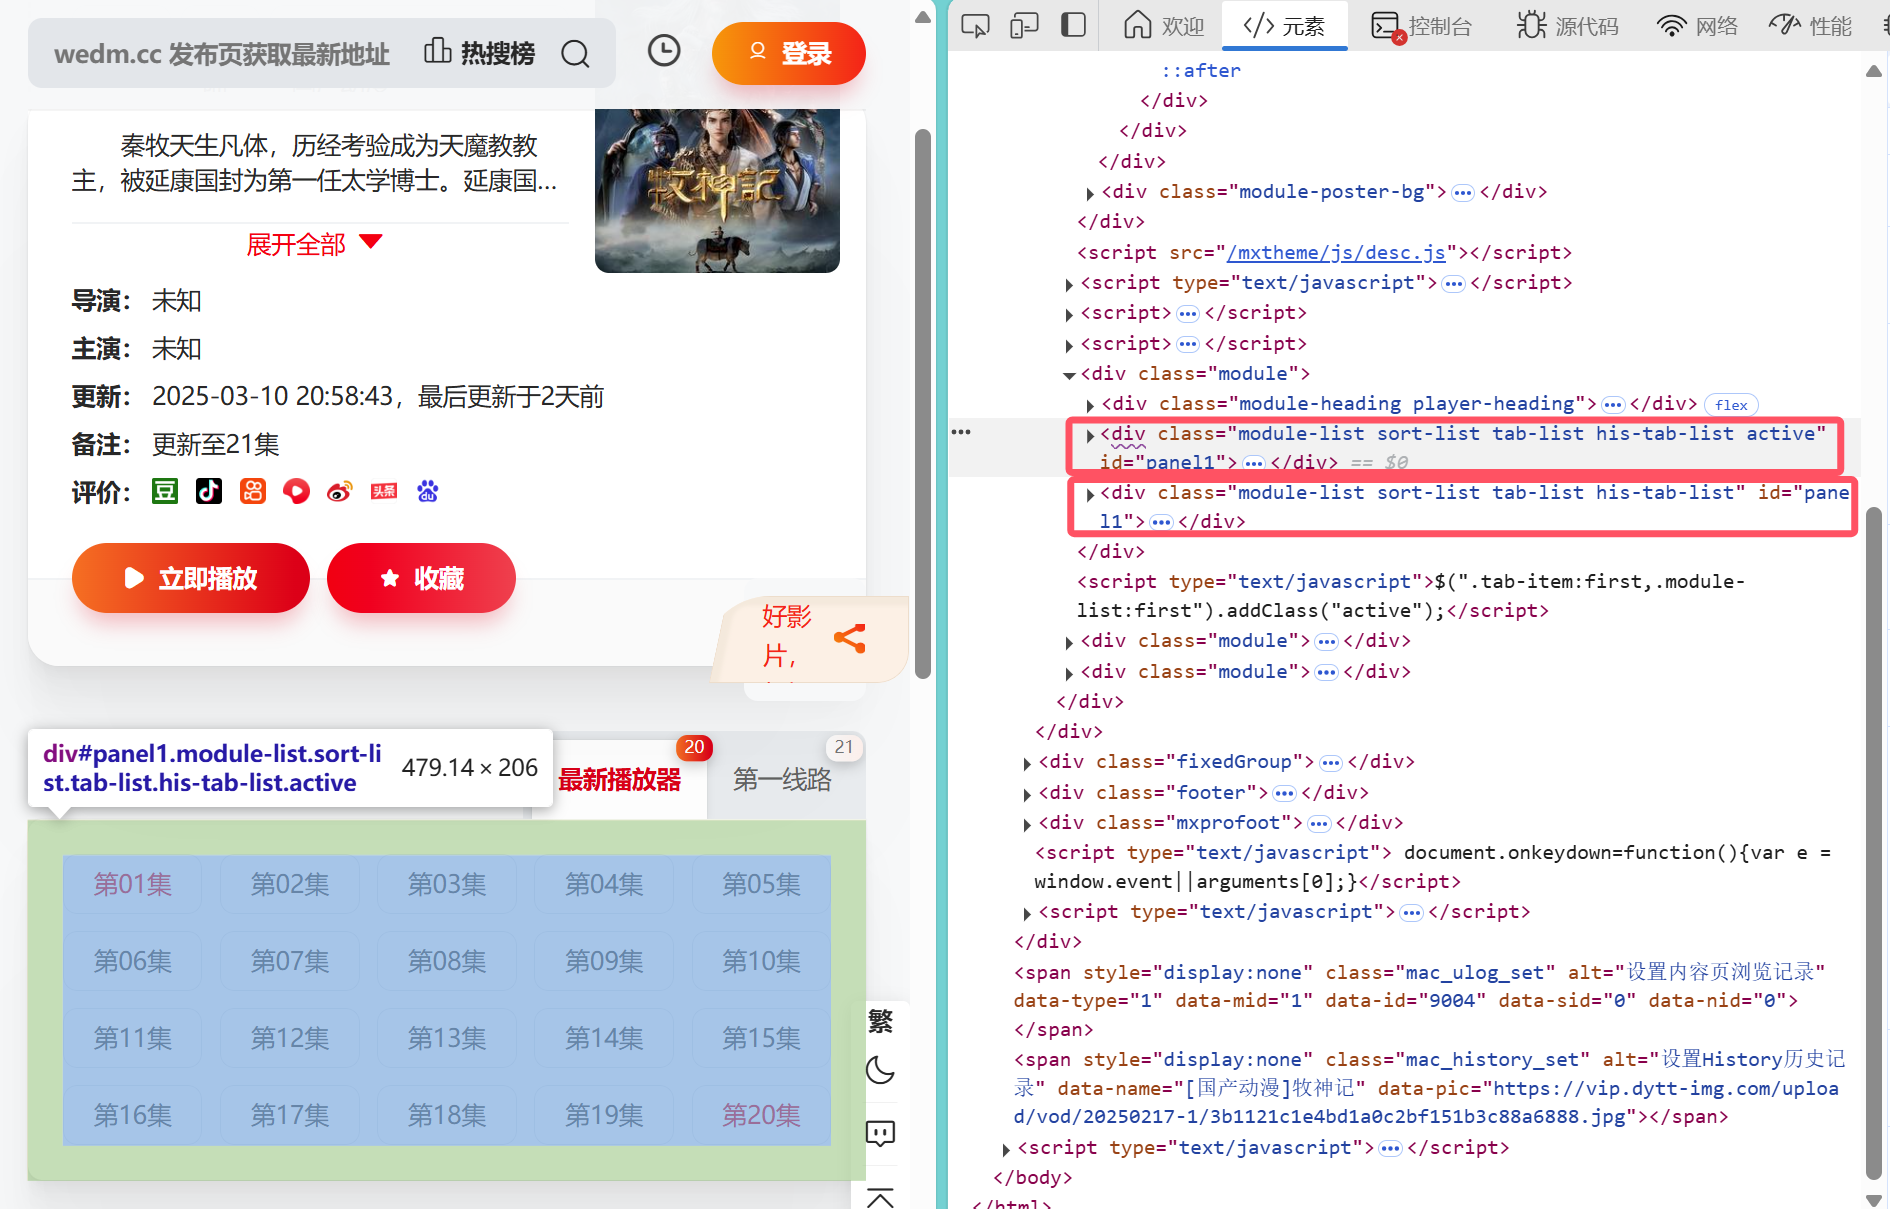 wedm.cc 发布页获取最新地址
热搜榜
登录
秦牧天生凡体，历经考验成为天魔教教
主，被延康国封为第一任太学博士。延康国...
牧神記
展开全部
导演：
未知
主演：
未知
更新：
2025-03-10 20:58:43，最后更新于2天前
备注：
更新至21集
评价：
豆
头条
du
立即播放
收藏
好影
片，
div#panel1.module-list.sort-li
st.tab-list.his-tab-list.active
479.14 × 206
最新播放器
20
第一线路
21
第01集
第02集
第03集
第04集
第05集
第06集
第07集
第08集
第09集
第10集
第11集
第12集
第13集
第14集
第15集
第16集
第17集
第18集
第19集
第20集
繁
欢迎
</> 元素
控制台
源代码
网络
性能
::after
</div>
</div>
</div>
<div class="module-poster-bg">…</div>
</div>
<script src="/mxtheme/js/desc.js"></script>
<script type="text/javascript">…</script>
<script>…</script>
<script>…</script>
<div class="module">
<div class="module-heading player-heading">…</div> flex
<div class="module-list sort-list tab-list his-tab-list active"
id="panel1">…</div> == $0
<div class="module-list sort-list tab-list his-tab-list" id="pane
l1">…</div>
</div>
<script type="text/javascript">$(".tab-item:first,.module-
list:first").addClass("active");</script>
<div class="module">…</div>
<div class="module">…</div>
</div>
</div>
<div class="fixedGroup">…</div>
<div class="footer">…</div>
<div class="mxprofoot">…</div>
<script type="text/javascript"> document.onkeydown=function(){var e =
window.event||arguments[0];}</script>
<script type="text/javascript">…</script>
</div>
<span style="display:none" class="mac_ulog_set" alt="设置内容页浏览记录"
data-type="1" data-mid="1" data-id="9004" data-sid="0" data-nid="0">
</span>
<span style="display:none" class="mac_history_set" alt="设置History历史记
录" data-name="[国产动漫]牧神记" data-pic="https://vip.dytt-img.com/uploa
d/vod/20250217-1/3b1121c1e4bd1a0c2bf151b3c88a6888.jpg"></span>
<script type="text/javascript">…</script>
</body>
</html>